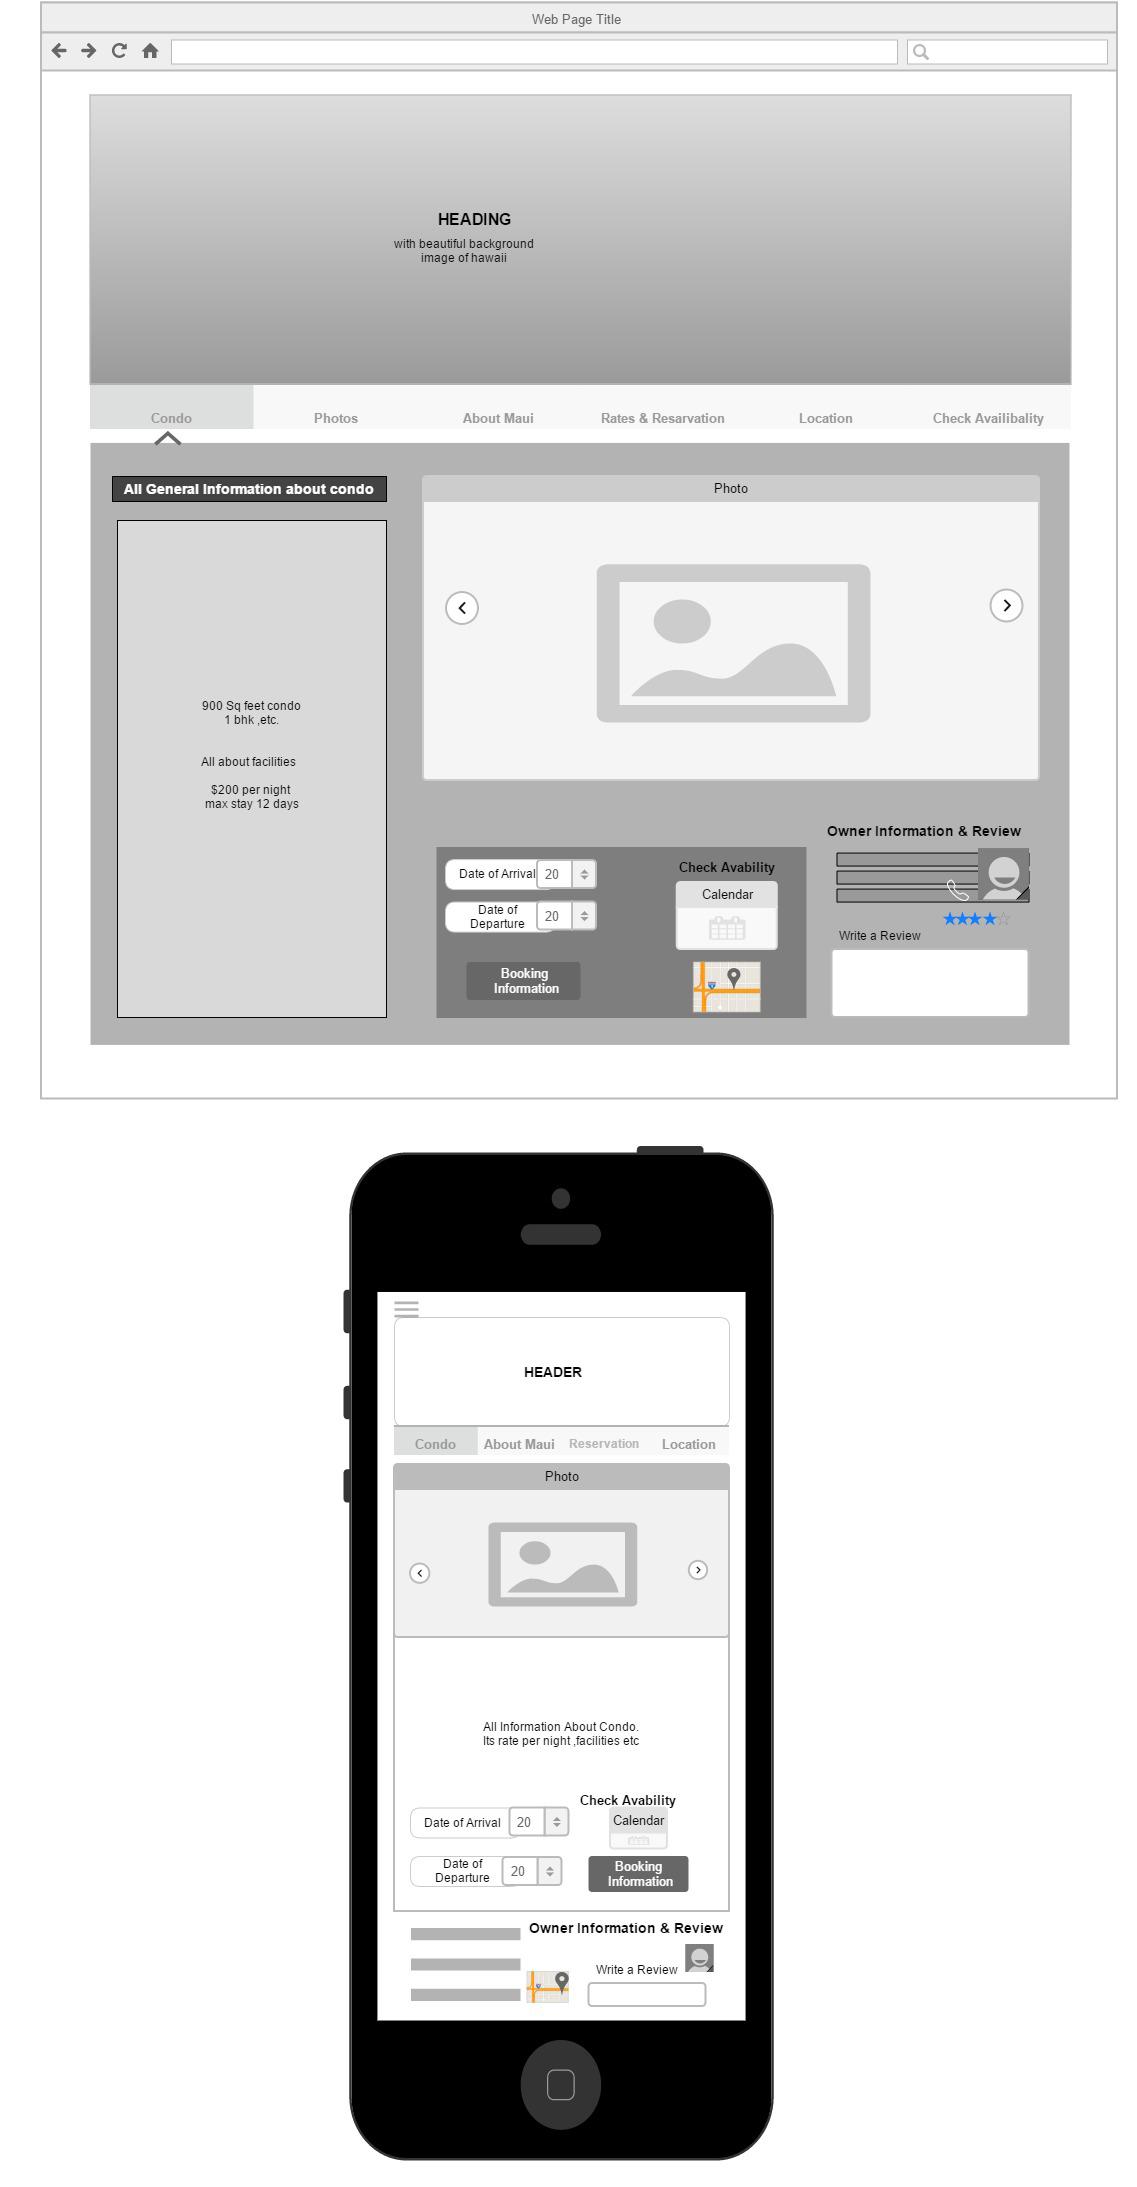 Web Page Title
HEADING
with beautiful background
image of hawaii
Condo
Photos
About Maui
Rates & Resarvation
Location
Check Availibality
All General Information about condo
900 Sq feet condo
1 bhk ,etc.
All about facilities
$200 per night
max stay 12 days
Photo
Date of Arrival
20
Date of
Departure
20
Booking
Information
Check Avability
Calendar
Owner Information & Review
Write a Review
HEADER
Condo
About Maui
Reservation
Location
Photo
All Information About Condo.
Its rate per night ,facilities etc
Date of Arrival
20
Check Avability
Calendar
Date of
Departure
20
Booking
Information
Owner Information & Review
Write a Review